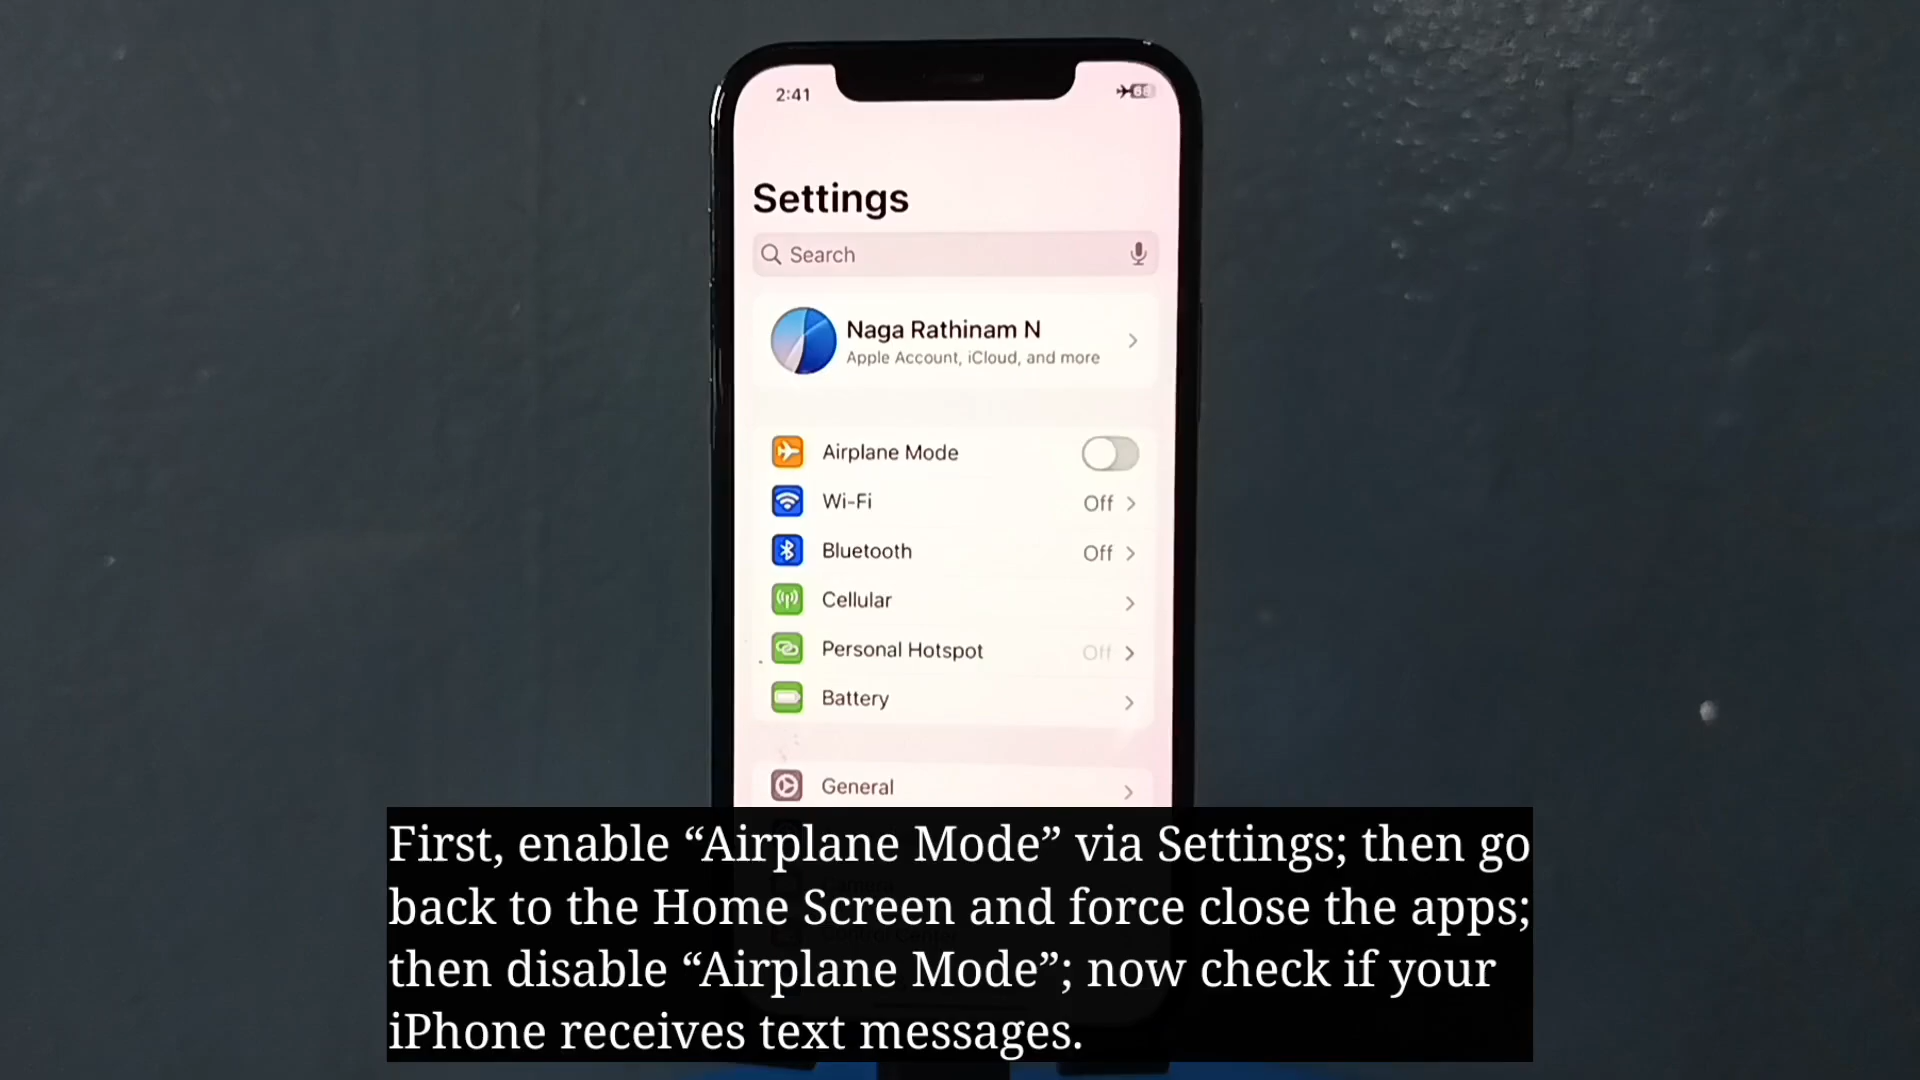 2:41
Settings
Search
Naga Rathinam N
Apple Account, iCloud, and more
Airplane Mode
Wi-Fi
Off
Bluetooth
Off
Cellular
Personal Hotspot
Off
Battery
General
First, enable “Airplane Mode” via Settings; then go
back to the Home Screen and force close the apps;
then disable “Airplane Mode”; now check if your
iPhone receives text messages.